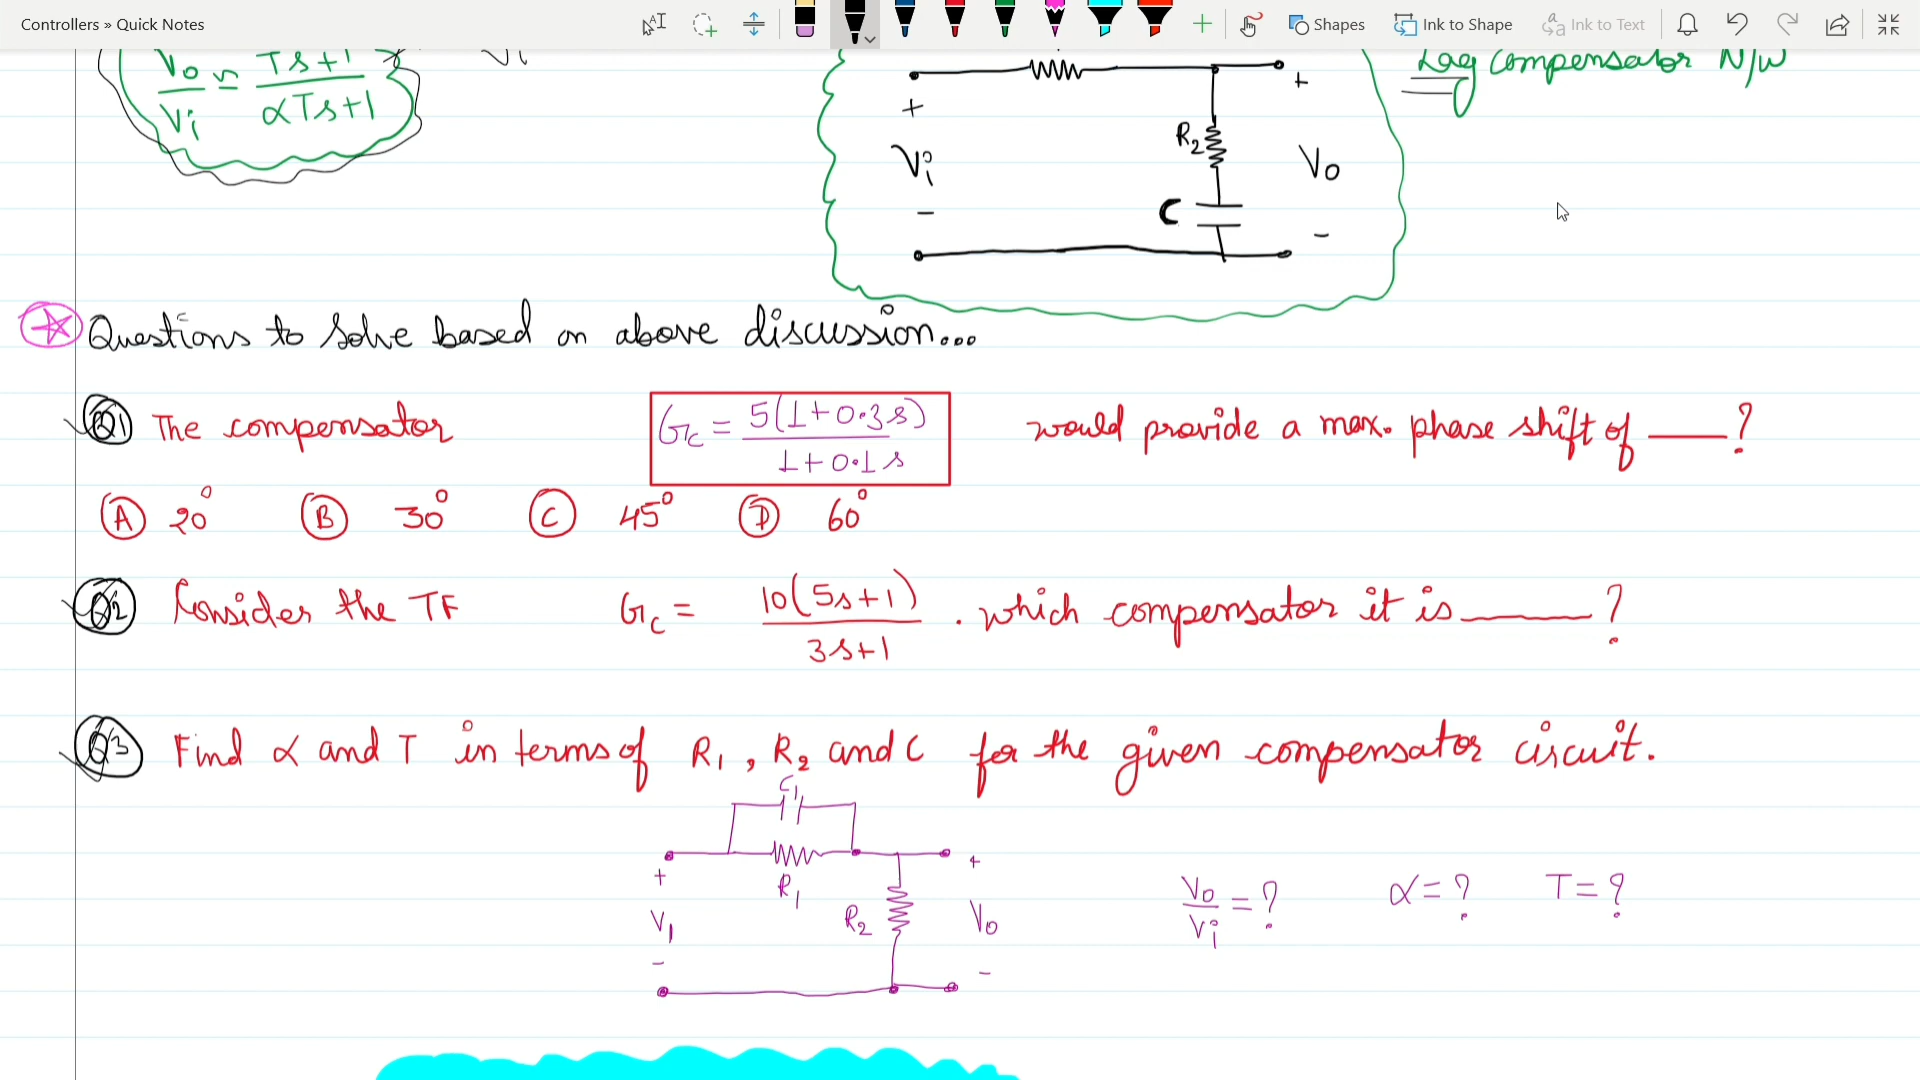 Controllers » Quick Notes
Shapes
Ink to Shape
Ink to Text
Vo/Vi = Ts+1/αTs+1
Vi
Lag Compensator N/W
+
Vi
-
R2
C
+
Vo
-
Questions to solve based on above discussion...
Q1 The compensator Gc = 5(1+0.3s)/1+0.1s would provide a max. phase shift of ____?
A 20° B 30° C 45° D 60°
Q2 Consider the TF Gc = 10(5s+1)/3s+1 . which compensator it is ____?
Q3 Find α and T in terms of R1, R2 and C for the given compensator circuit.
C1
R1
+
V1
-
R2
+
Vo
-
Vo/Vi = ? α = ? T = ?